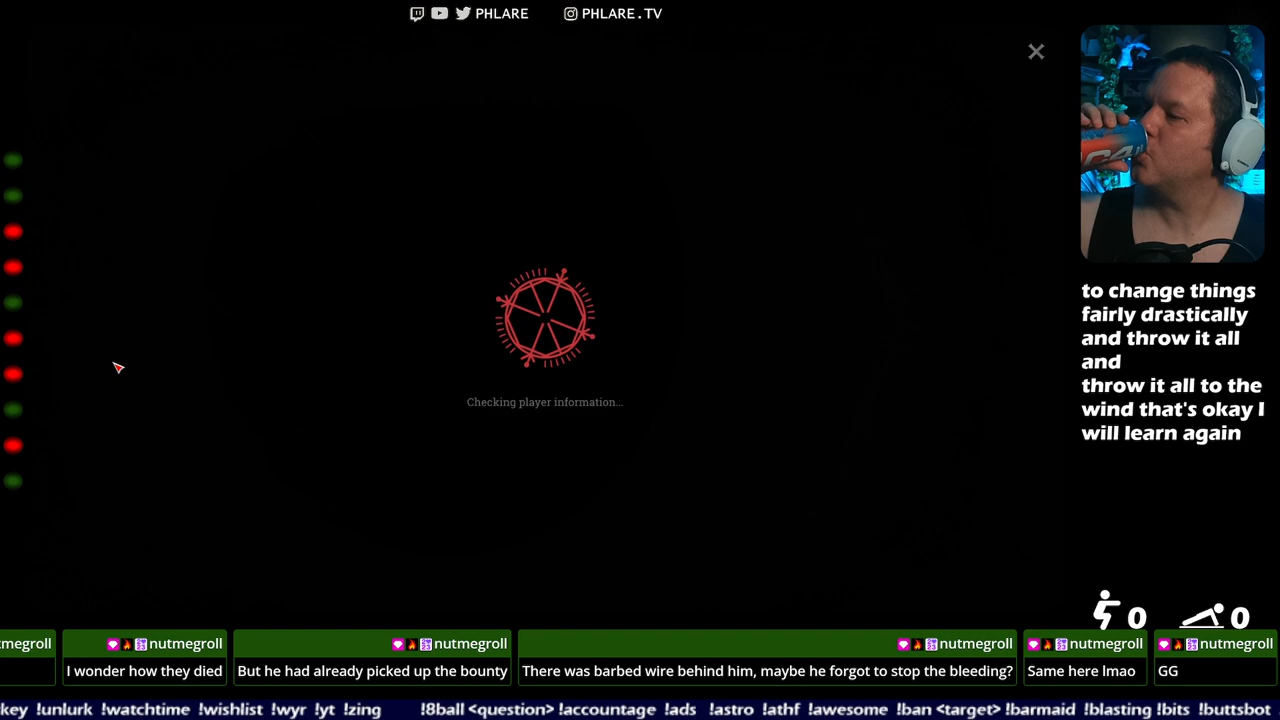 PHLARE
PHLARE.TV
Checking player information...
to change things
fairly drastically
and throw it all
and
throw it all to the
wind that's okay I
will learn again
0
0
megroll
nutmegroll
I wonder how they died
nutmegroll
But he had already picked up the bounty
nutmegroll
There was barbed wire behind him, maybe he forgot to stop the bleeding?
nutmegroll
Same here lmao
nutmegroll
GG
key !unlurk !watchtime !wishlist !wyr !yt !zing !8ball <question> !accountage !ads !astro !athf !awesome !ban <target> !barmaid !blasting !bits !buttsbot